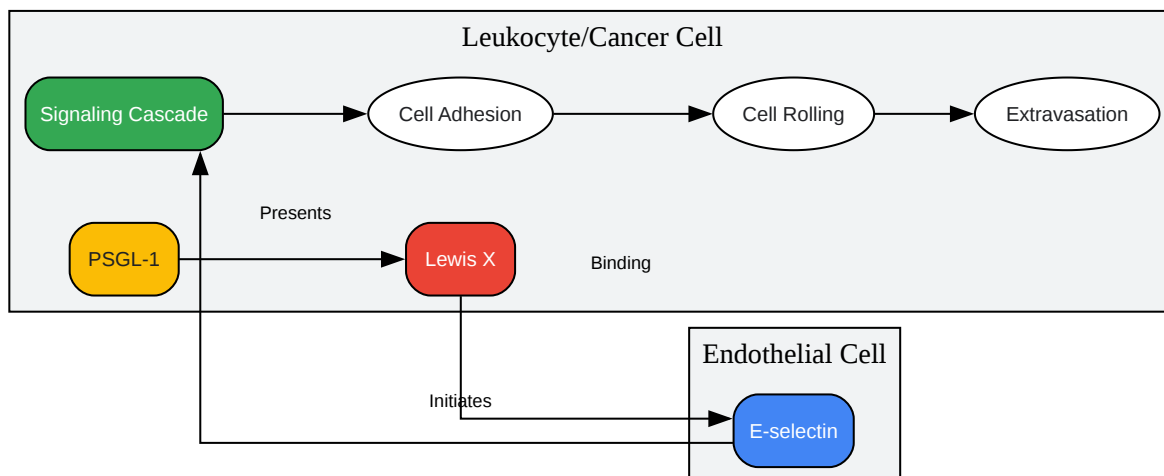 Leukocyte/Cancer Cell
Signaling Cascade
Cell Adhesion
Cell Rolling
Extravasation
Presents
PSGL-1
Lewis X
Binding
Endothelial Cell
Initiates
E-selectin